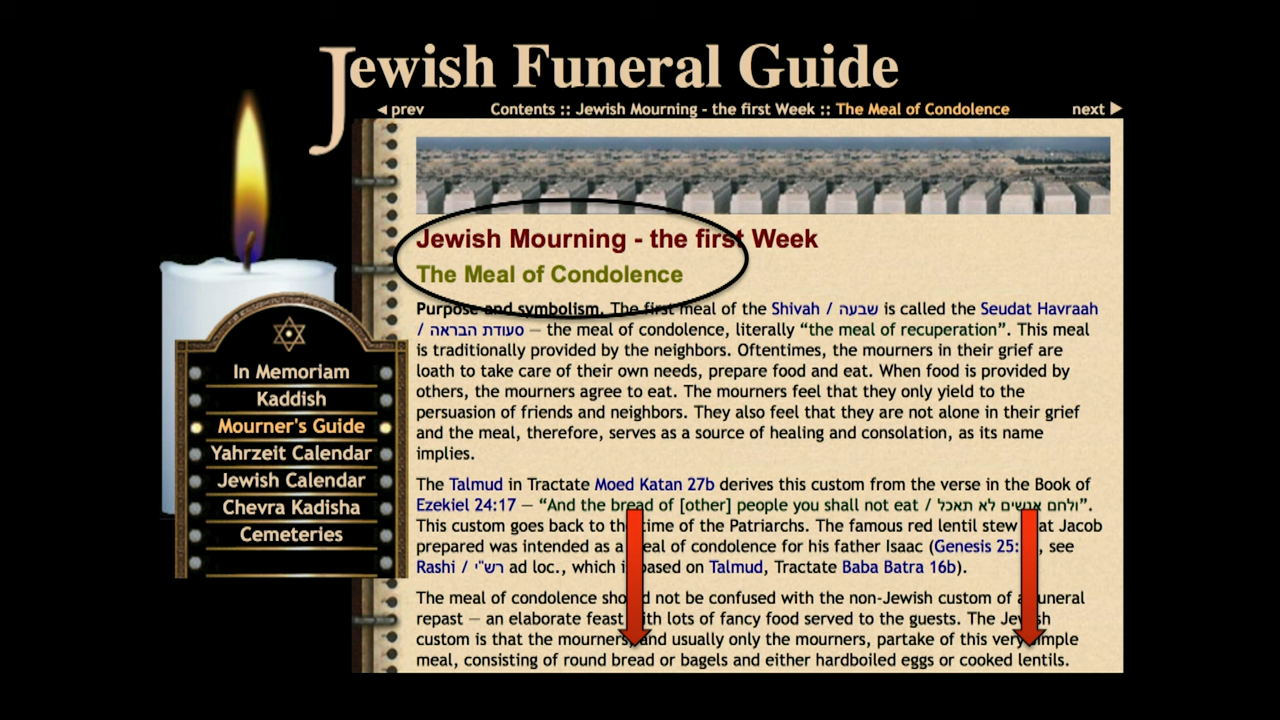 Jewish Funeral Guide
◄ prev Contents :: Jewish Mourning - the first Week :: The Meal of Condolence next ►
Jewish Mourning - the first Week
The Meal of Condolence
Purpose and symbolism. The first meal of the Shivah / שבעה is called the Seudat Havraah
/ סעודת הבראה — the meal of condolence, literally “the meal of recuperation”. This meal
is traditionally provided by the neighbors. Oftentimes, the mourners in their grief are
loath to take care of their own needs, prepare food and eat. When food is provided by
others, the mourners agree to eat. The mourners feel that they only yield to the
persuasion of friends and neighbors. They also feel that they are not alone in their grief
and the meal, therefore, serves as a source of healing and consolation, as its name
implies.
The Talmud in Tractate Moed Katan 27b derives this custom from the verse in the Book of
Ezekiel 24:17 — “And the bread of [other] people you shall not eat / ולחם אנשים לא תאכל”.
This custom goes back to the time of the Patriarchs. The famous red lentil stew that Jacob
prepared was intended as a meal of condolence for his father Isaac (Genesis 25: , see
Rashi / רש"י ad loc., which is based on Talmud, Tractate Baba Batra 16b).
The meal of condolence should not be confused with the non-Jewish custom of a funeral
repast — an elaborate feast with lots of fancy food served to the guests. The Jewish
custom is that the mourners, and usually only the mourners, partake of this very simple
meal, consisting of round bread or bagels and either hardboiled eggs or cooked lentils.
In Memoriam
Kaddish
Mourner's Guide
Yahrzeit Calendar
Jewish Calendar
Chevra Kadisha
Cemeteries